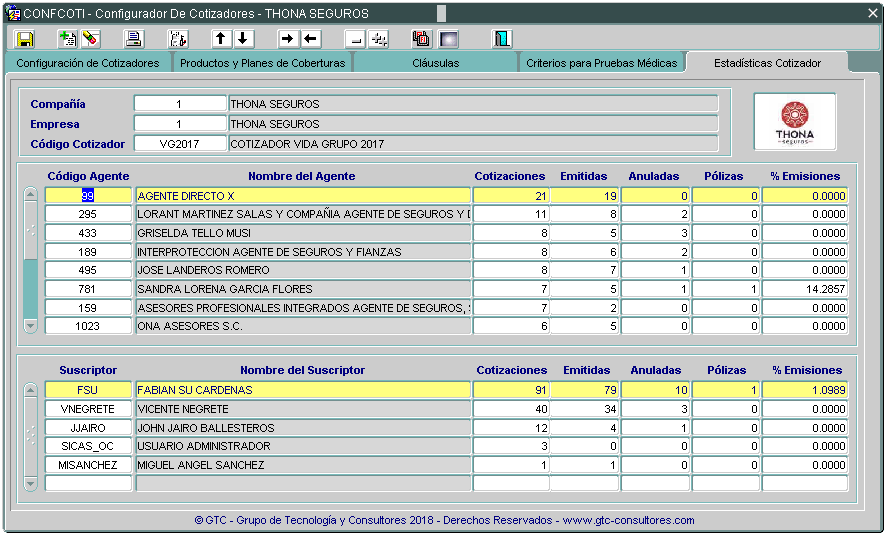 CONFCOTI - Configurador De Cotizadores - THONA SEGUROS
Configuración de Cotizadores Productos y Planes de Coberturas Cláusulas Criterios para Pruebas Médicas Estadísticas Cotizador
Compañía 1 THONA SEGUROS
Empresa 1 THONA SEGUROS
Código Cotizador VG2017 COTIZADOR VIDA GRUPO 2017
THONA
seguros
Código Agente Nombre del Agente Cotizaciones Emitidas Anuladas Pólizas % Emisiones
99 AGENTE DIRECTO X 21 19 0 0 0.0000
295 LORANT MARTINEZ SALAS Y COMPAÑIA AGENTE DE SEGUROS Y 11 8 2 0 0.0000
433 GRISELDA TELLO MUSI 8 5 3 0 0.0000
189 INTERPROTECCION AGENTE DE SEGUROS Y FIANZAS 8 6 2 0 0.0000
495 JOSE LANDEROS ROMERO 8 7 1 0 0.0000
781 SANDRA LORENA GARCIA FLORES 7 5 1 1 14.2857
159 ASESORES PROFESIONALES INTEGRADOS AGENTE DE SEGUROS, 7 2 0 0 0.0000
1023 ONA ASESORES S.C. 6 5 0 0 0.0000
Suscriptor Nombre del Suscriptor Cotizaciones Emitidas Anuladas Pólizas % Emisiones
FSU FABIAN SU CARDENAS 91 79 10 1 1.0989
VNEGRETE VICENTE NEGRETE 40 34 3 0 0.0000
JJAIRO JOHN JAIRO BALLESTEROS 12 4 1 0 0.0000
SICAS_OC USUARIO ADMINISTRADOR 3 0 0 0 0.0000
MISANCHEZ MIGUEL ANGEL SANCHEZ 1 1 0 0 0.0000
© GTC - Grupo de Tecnología y Consultores 2018 - Derechos Reservados - www.gtc-consultores.com